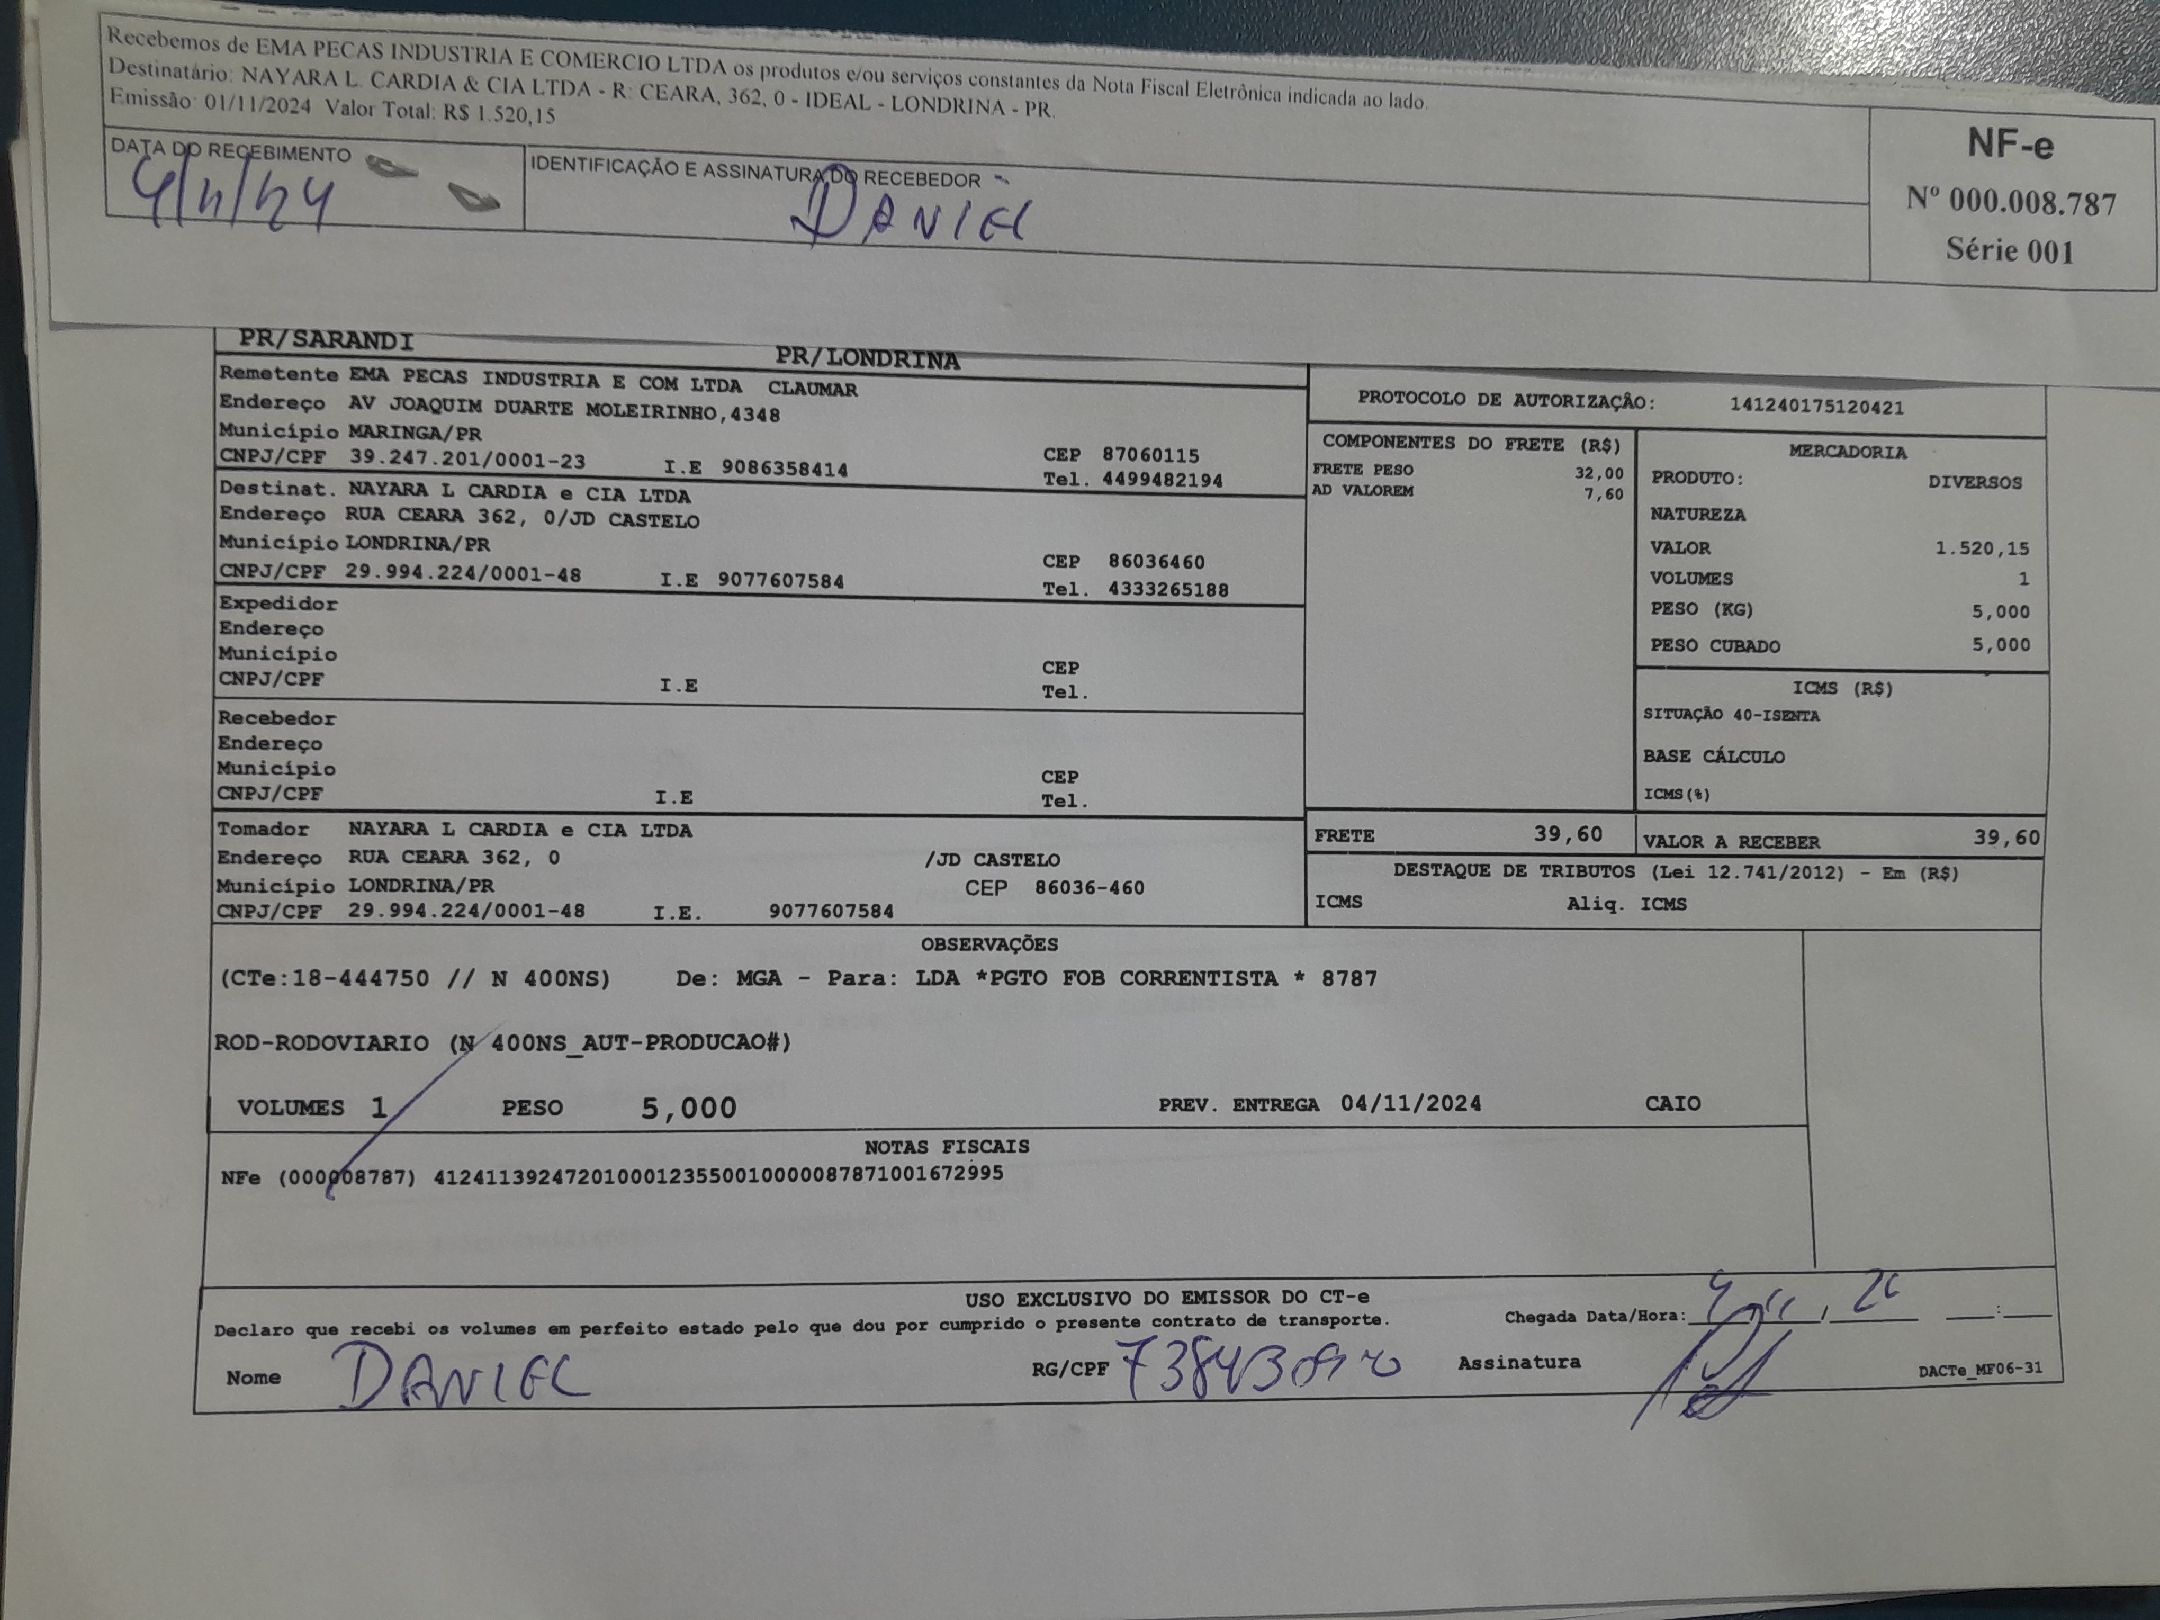 Recebemos de EMA PECAS INDUSTRIA E COMERCIO LTDA os produtos e/ou serviços constantes da Nota Fiscal Eletrônica indicada ao lado.
Destinatário: NAYARA L. CARDIA & CIA LTDA - R: CEARA, 362, 0 - IDEAL - LONDRINA - PR.
Emissão: 01/11/2024 Valor Total: R$ 1.520,15
DATA DO RECEBIMENTO
4/11/24
IDENTIFICAÇÃO E ASSINATURA DO RECEBEDOR
DANIEL
NF-e
Nº 000.008.787
Série 001
PR/SARANDI PR/LONDRINA
Remetente EMA PECAS INDUSTRIA E COM LTDA CLAUMAR
Endereço AV JOAQUIM DUARTE MOLEIRINHO,4348
Município MARINGA/PR
CEP 87060115
CNPJ/CPF 39.247.201/0001-23 I.E 9086358414 Tel. 4499482194
Destinat. NAYARA L CARDIA e CIA LTDA
Endereço RUA CEARA 362, 0/JD CASTELO
Município LONDRINA/PR
CEP 86036460
CNPJ/CPF 29.994.224/0001-48 I.E 9077607584 Tel. 4333265188
Expedidor
Endereço
Município
CEP
CNPJ/CPF I.E Tel.
Recebedor
Endereço
Município
CEP
CNPJ/CPF I.E Tel.
Tomador NAYARA L CARDIA e CIA LTDA
Endereço RUA CEARA 362, 0 /JD CASTELO
Município LONDRINA/PR CEP 86036-460
CNPJ/CPF 29.994.224/0001-48 I.E. 9077607584
PROTOCOLO DE AUTORIZAÇÂO: 141240175120421
COMPONENTES DO FRETE (R$)
FRETE PESO 32,00
AD VALOREM 7,60
MERCADORIA
PRODUTO: DIVERSOS
NATUREZA
VALOR 1.520,15
VOLUMES 1
PESO (KG) 5,000
PESO CUBADO 5,000
ICMS (R$)
SITUAÇÃO 40-ISENTA
BASE CÁLCULO
ICMS(%)
FRETE 39,60 VALOR A RECEBER 39,60
DESTAQUE DE TRIBUTOS (Lei 12.741/2012) - Em (R$)
ICMS Aliq. ICMS
OBSERVAÇÕES
(CTe:18-444750 // N 400NS) De: MGA - Para: LDA *PGTO FOB CORRENTISTA * 8787
ROD-RODOVIARIO (N 400NS_AUT-PRODUCAO#)
VOLUMES 1 PESO 5,000 PREV. ENTREGA 04/11/2024 CAIO
NOTAS FISCAIS
NFe (000008787) 41241139247201000123550010000087871001672995
USO EXCLUSIVO DO EMISSOR DO CT-e
Declaro que recebi os volumes em perfeito estado pelo que dou por cumprido o presente contrato de transporte.
Chegada Data/Hora: :
Nome DANIEL RG/CPF Assinatura
DACTe_MF06-31